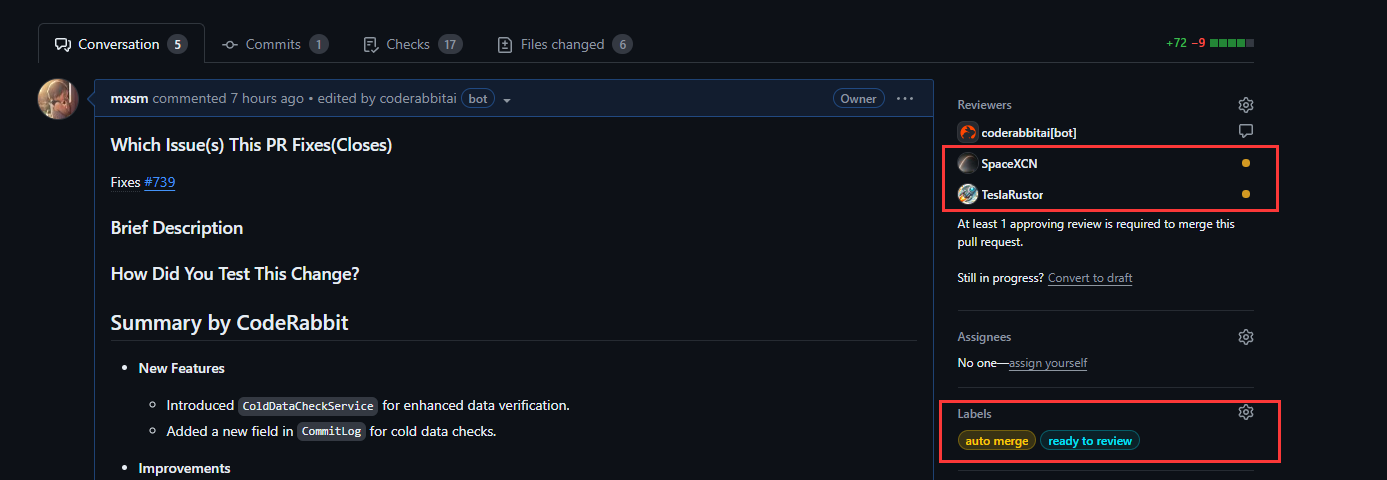 Conversation 5 Commits 1 Checks 17 Files changed 6 +72 −9
mxsm commented 7 hours ago • edited by coderabbitai bot Owner
Which Issue(s) This PR Fixes(Closes)
Fixes #739
Brief Description
How Did You Test This Change?
Summary by CodeRabbit
• New Features
Introduced ColdDataCheckService for enhanced data verification.
Added a new field in CommitLog for cold data checks.
• Improvements
Reviewers
coderabbitai[bot]
SpaceXCN
TeslaRustor
At least 1 approving review is required to merge this
pull request.
Still in progress? Convert to draft
Assignees
No one—assign yourself
Labels
auto merge ready to review